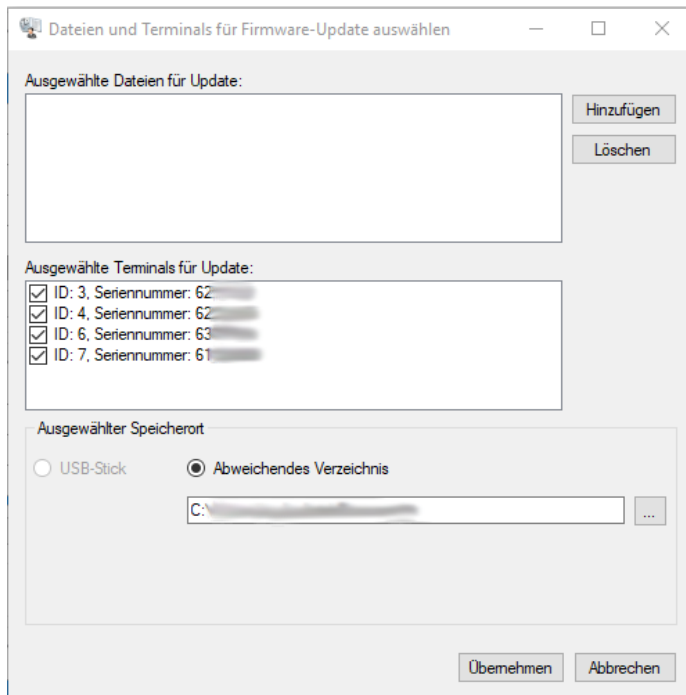 Dateien und Terminals für Firmware-Update auswählen
Ausgewählte Dateien für Update:
Hinzufügen
Löschen
Ausgewählte Terminals für Update:
ID: 3, Seriennummer: 62
ID: 4, Seriennummer: 62
ID: 6, Seriennummer: 63
ID: 7, Seriennummer: 61
Ausgewählter Speicherort
USB-Stick Abweichendes Verzeichnis
C:\
...
Übernehmen Abbrechen